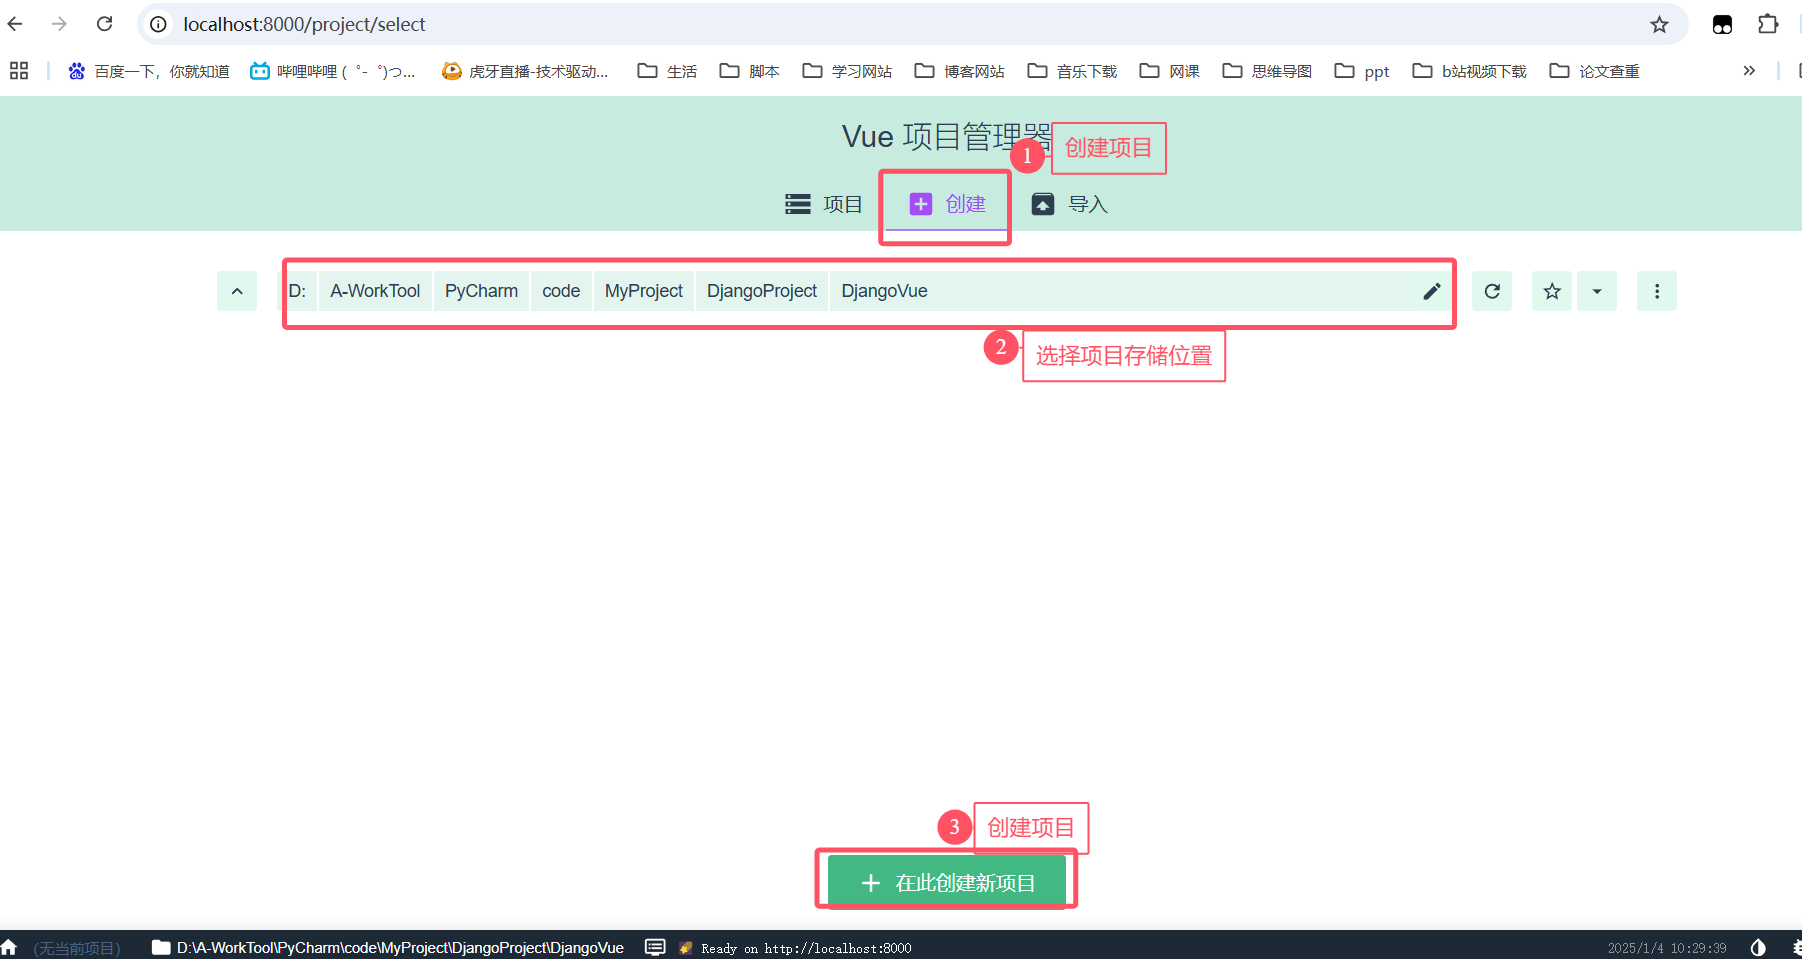 localhost:8000/project/select
百度一下，你就知道 哔哩哔哩 (゜-゜)つ... 虎牙直播-技术驱动... 生活 脚本 学习网站 博客网站 音乐下载 网课 思维导图 ppt b站视频下载 论文查重
Vue 项目管理器
1 创建项目
项目 创建 导入
D: A-WorkTool PyCharm code MyProject DjangoProject DjangoVue
2 选择项目存储位置
3 创建项目
+ 在此创建新项目
(无当前项目) D:\A-WorkTool\PyCharm\code\MyProject\DjangoProject\DjangoVue Ready on http://localhost:8000 2025/1/4 10:29:39